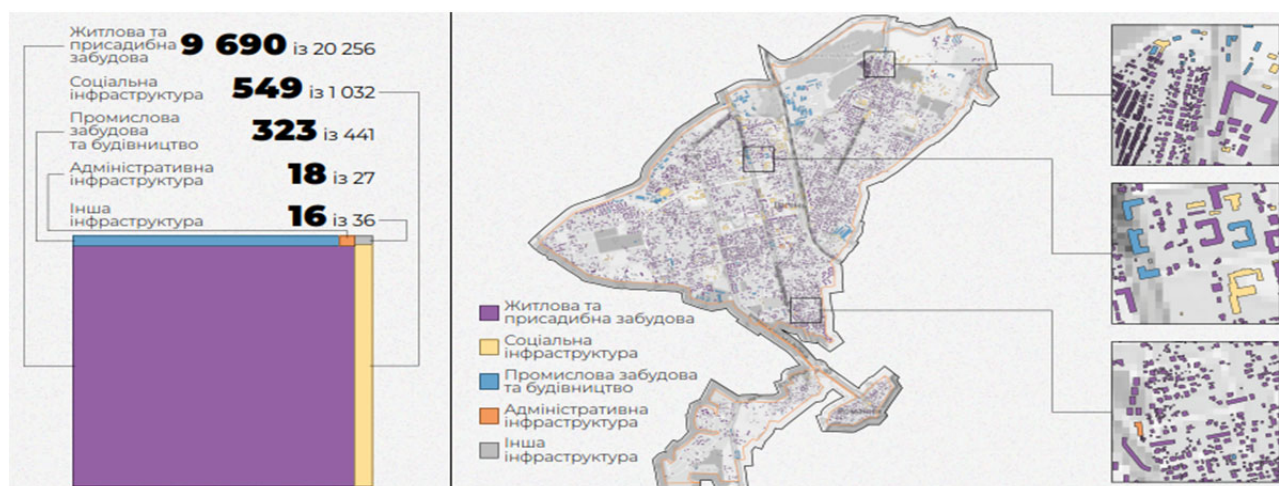 Житлова та
присадибна
забудова
9 690 із 20 256
Соціальна
інфраструктура
549 із 1 032
Промислова
забудова
та будівництво
323 із 441
Адміністративна
інфраструктура
18 із 27
Інша
інфраструктура
16 із 36
Житлова та
присадибна забудова
Соціальна
інфраструктура
Промислова забудова
та будівництво
Адміністративна
інфраструктура
Інша
інфраструктура